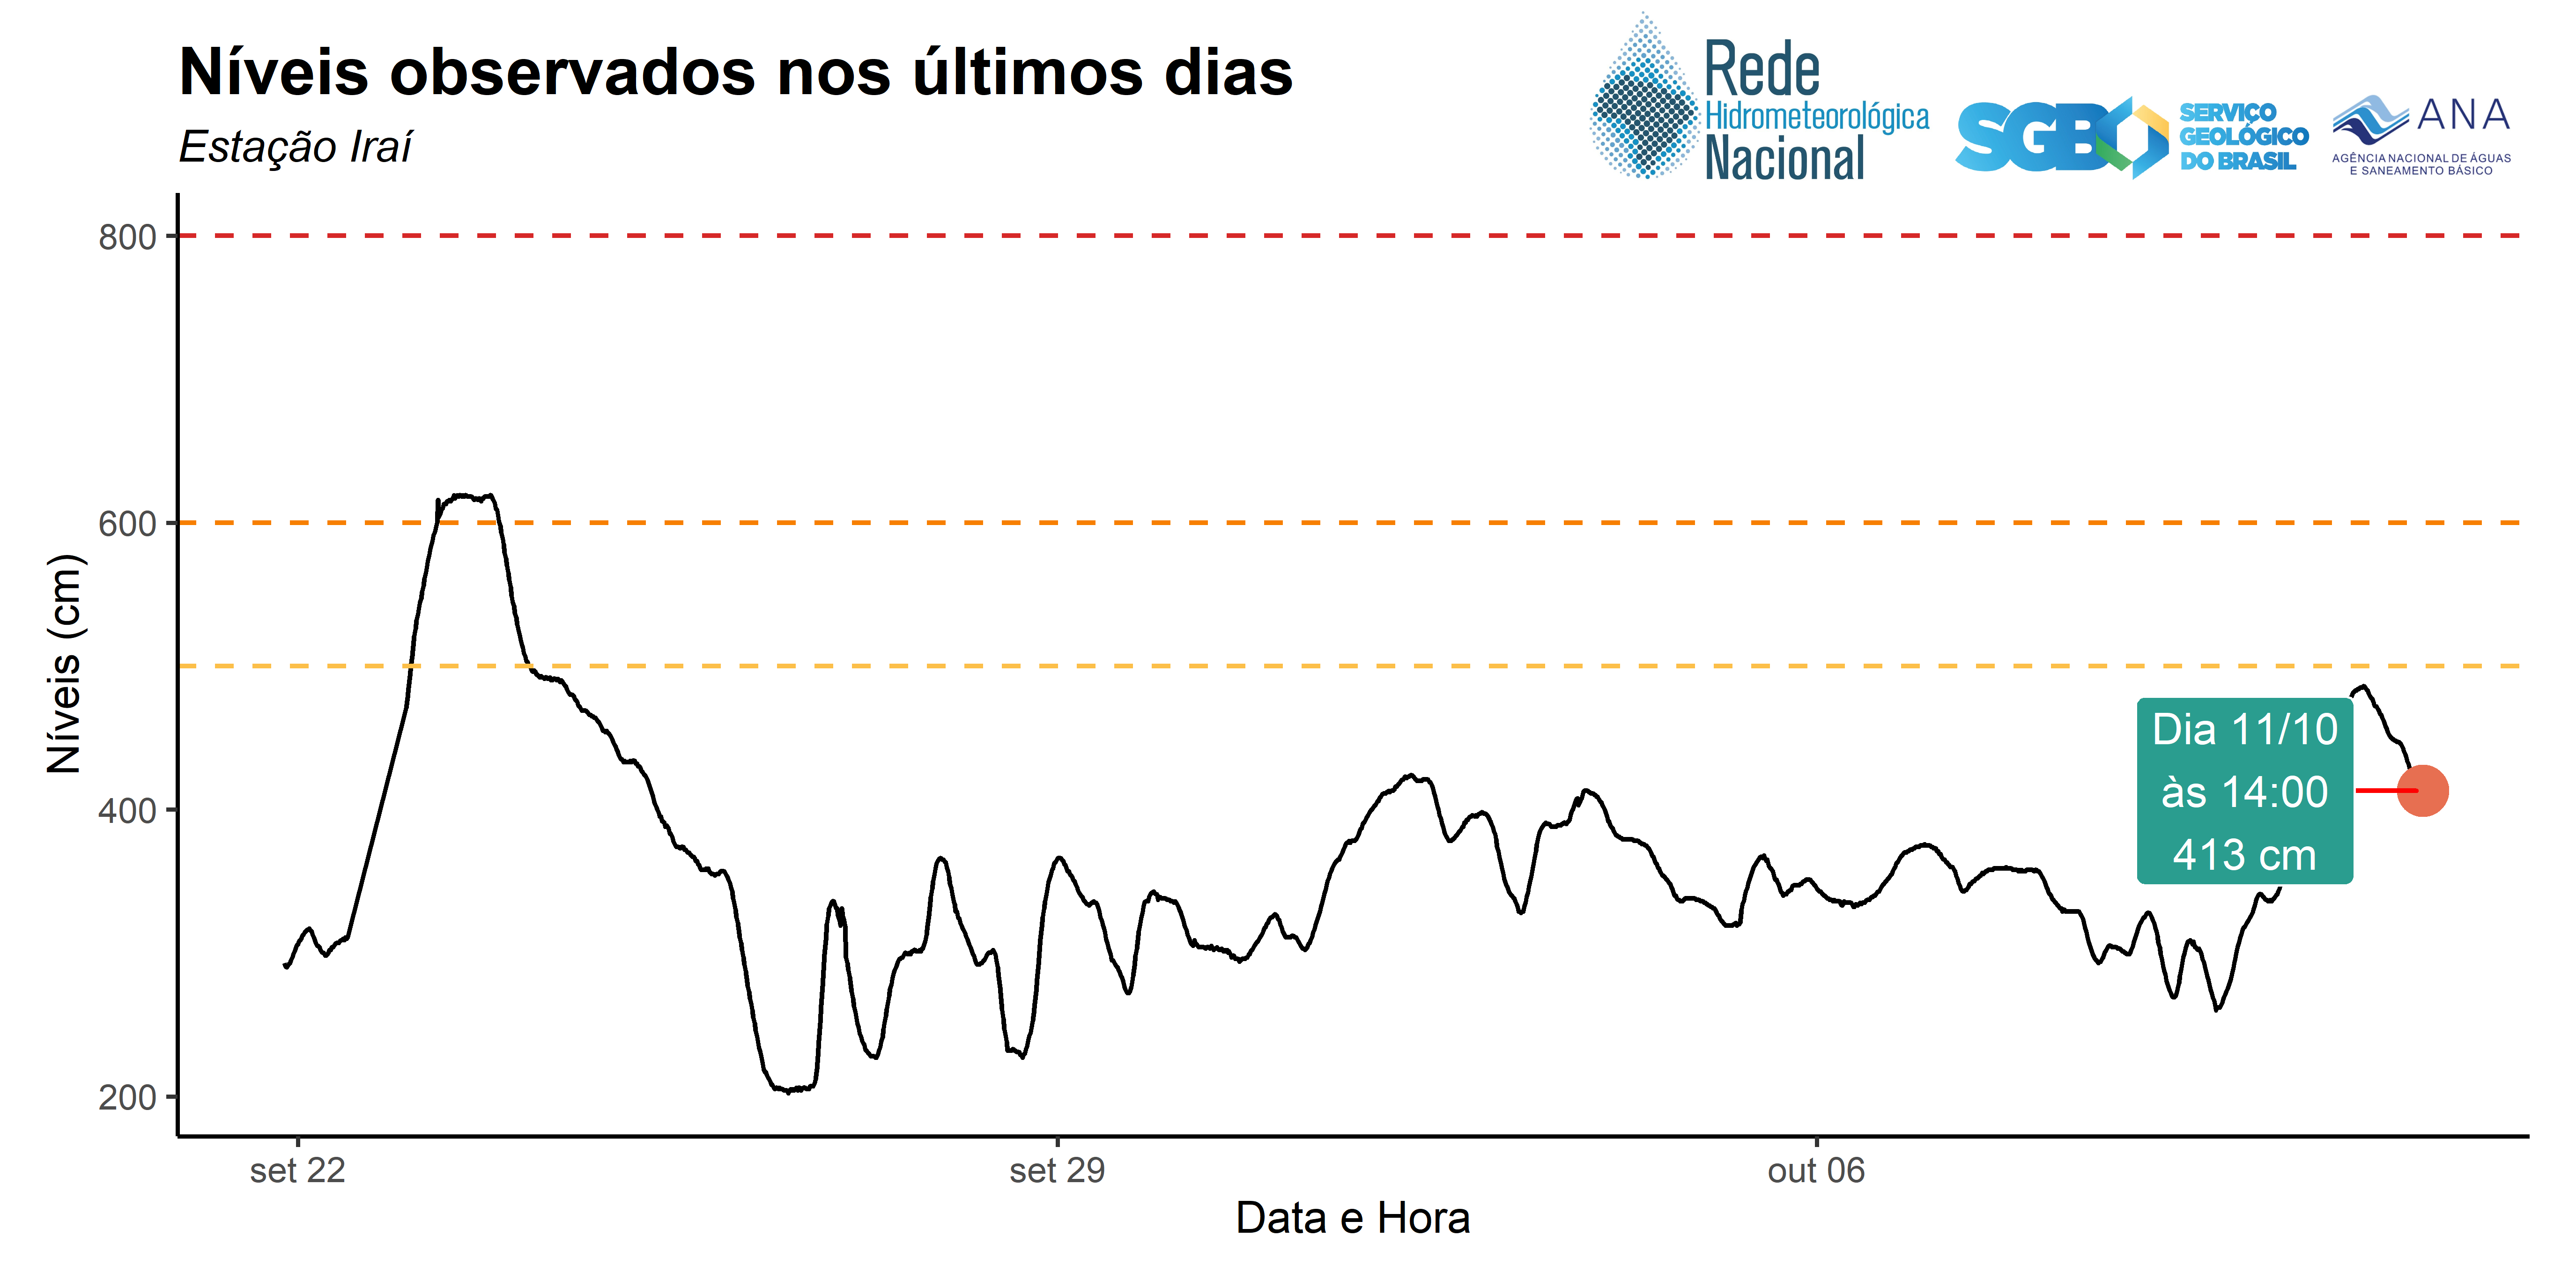 Níveis observados nos últimos dias
Estação Iraí
Rede
Hidrometeorológica
Nacional
SGB
SERVIÇO
GEOLÓGICO
DO BRASIL
ANA
AGÊNCIA NACIONAL DE ÁGUAS
E SANEAMENTO BÁSICO
Níveis (cm)
800
600
400
200
Dia 11/10
às 14:00
413 cm
set 22
set 29
out 06
Data e Hora